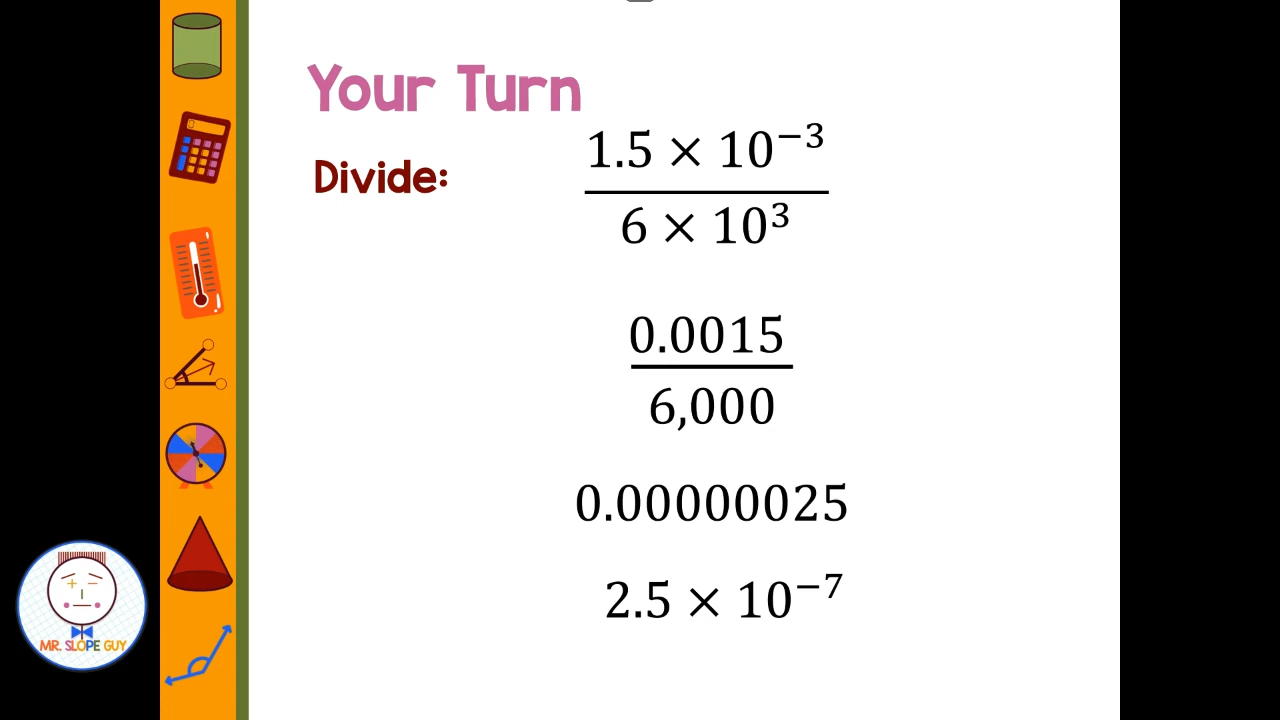 Your Turn
Divide:
1.5 × 10⁻³
6 × 10³
0.0015
6,000
0.00000025
2.5 × 10⁻⁷
MR. SLOPE GUY